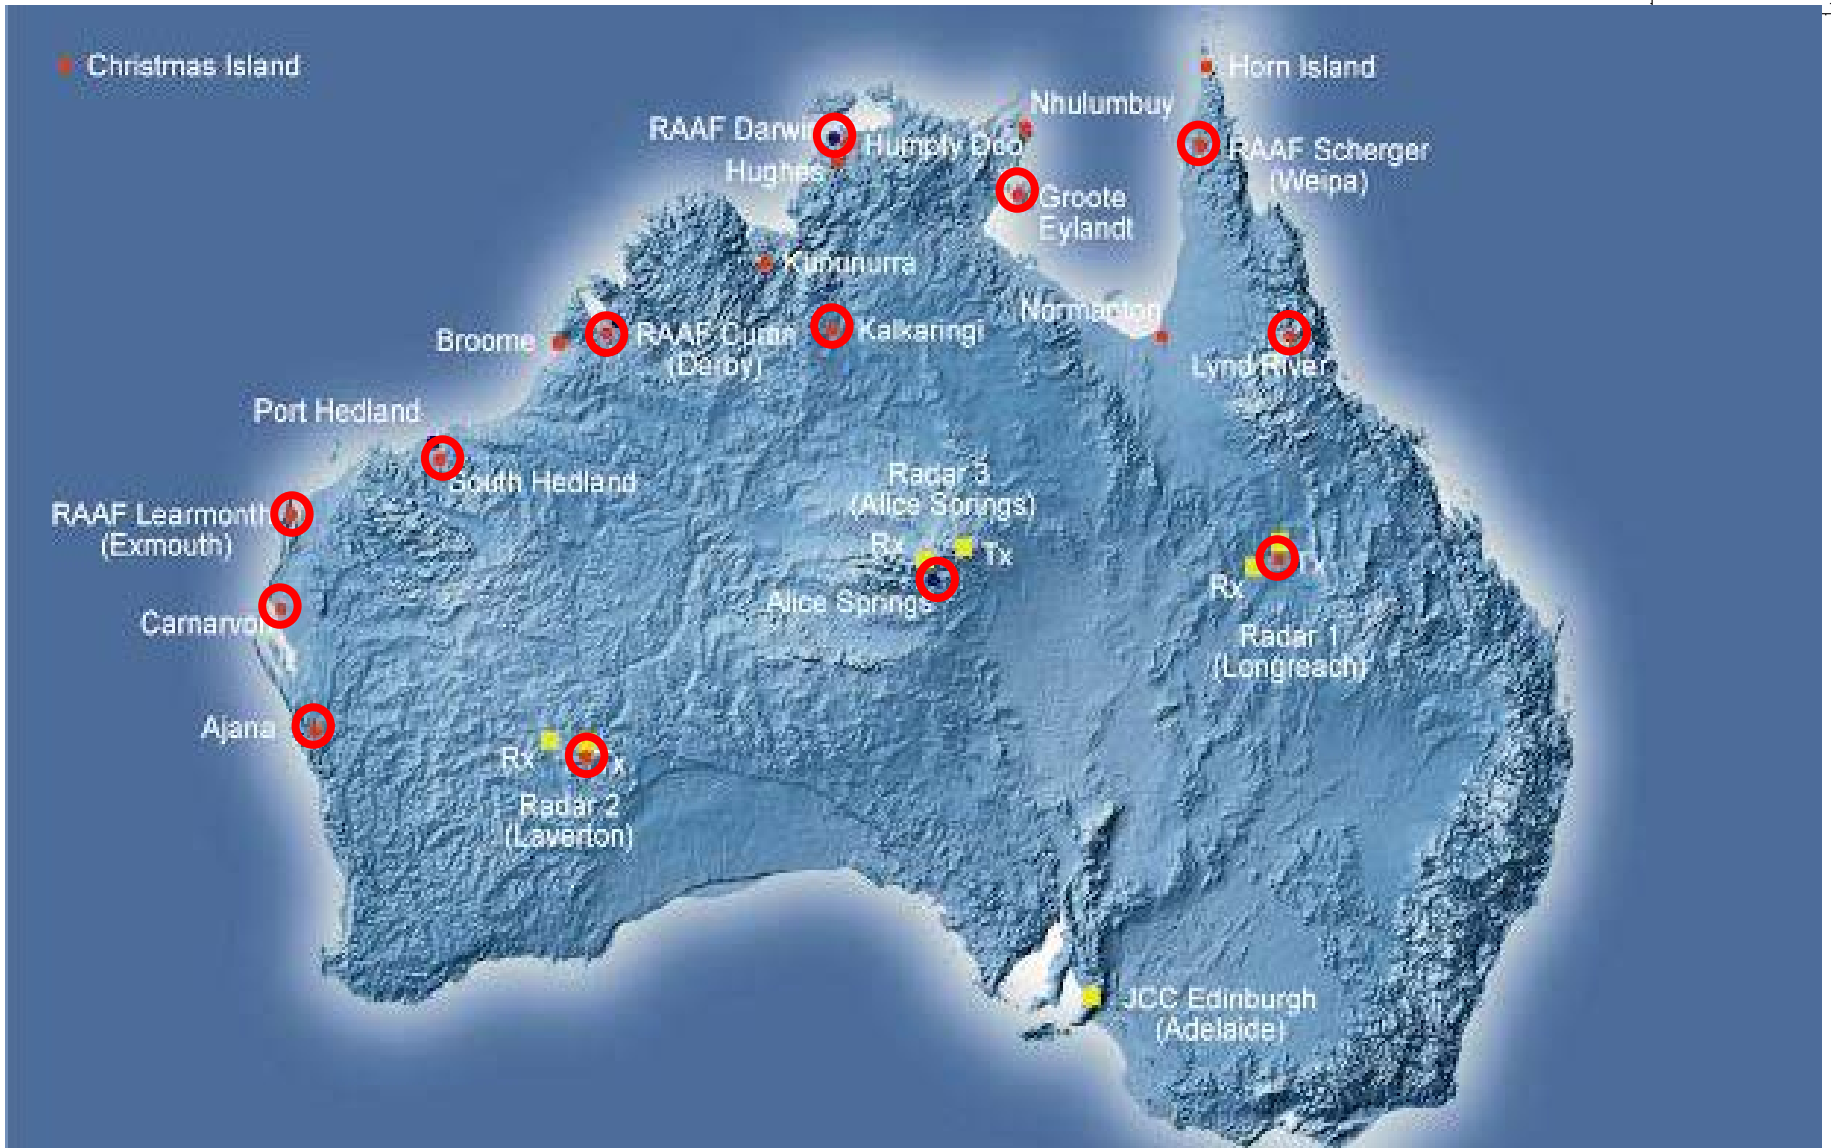 Christmas Island
Horn Island
Nhulumbuy
RAAF Darwin
Humpty Doo
Hughes
RAAF Scherger
(Weipa)
Groote
Eylandt
Kununurra
Normanton
Broome
RAAF Curtin
(Derby)
Kalkaringi
Lynd River
Port Hedland
South Hedland
Radar 3
(Alice Springs)
RAAF Learmonth
(Exmouth)
Rx
Tx
Alice Springs
Rx
Tx
Carnarvon
Radar 1
(Longreach)
Ajana
Rx
Tx
Radar 2
(Laverton)
JCC Edinburgh
(Adelaide)